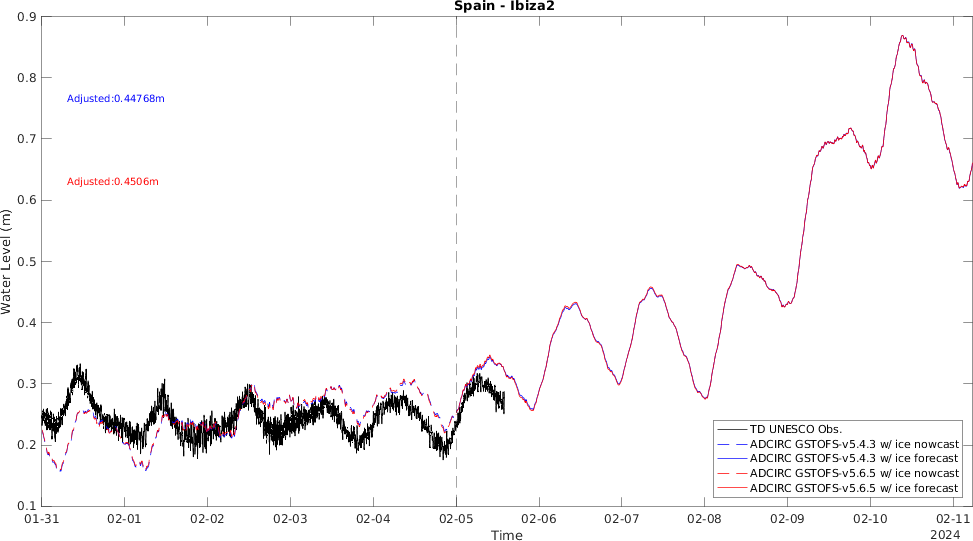 Spain - Ibiza2
0.9
0.8
0.7
0.6
0.5
0.4
0.3
0.2
0.1
Water Level (m)
Adjusted:0.44768m
Adjusted:0.4506m
TD UNESCO Obs.
ADCIRC GSTOFS-v5.4.3 w/ ice nowcast
ADCIRC GSTOFS-v5.4.3 w/ ice forecast
ADCIRC GSTOFS-v5.6.5 w/ ice nowcast
ADCIRC GSTOFS-v5.6.5 w/ ice forecast
01-31 02-01 02-02 02-03 02-04 02-05 02-06 02-07 02-08 02-09 02-10 02-11
Time
2024